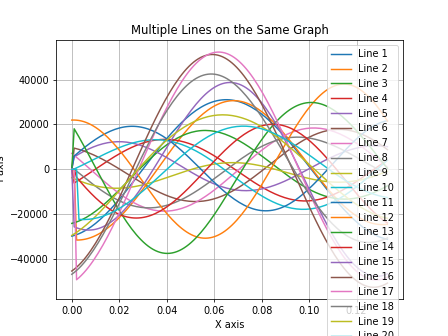 Multiple Lines on the Same Graph
40000
20000
0
−20000
−40000
axis
0.00
0.02
0.04
0.06
0.08
0.10
X axis
Line 1
Line 2
Line 3
Line 4
Line 5
Line 6
Line 7
Line 8
Line 9
Line 10
Line 11
Line 12
Line 13
Line 14
Line 15
Line 16
Line 17
Line 18
Line 19
Line 20